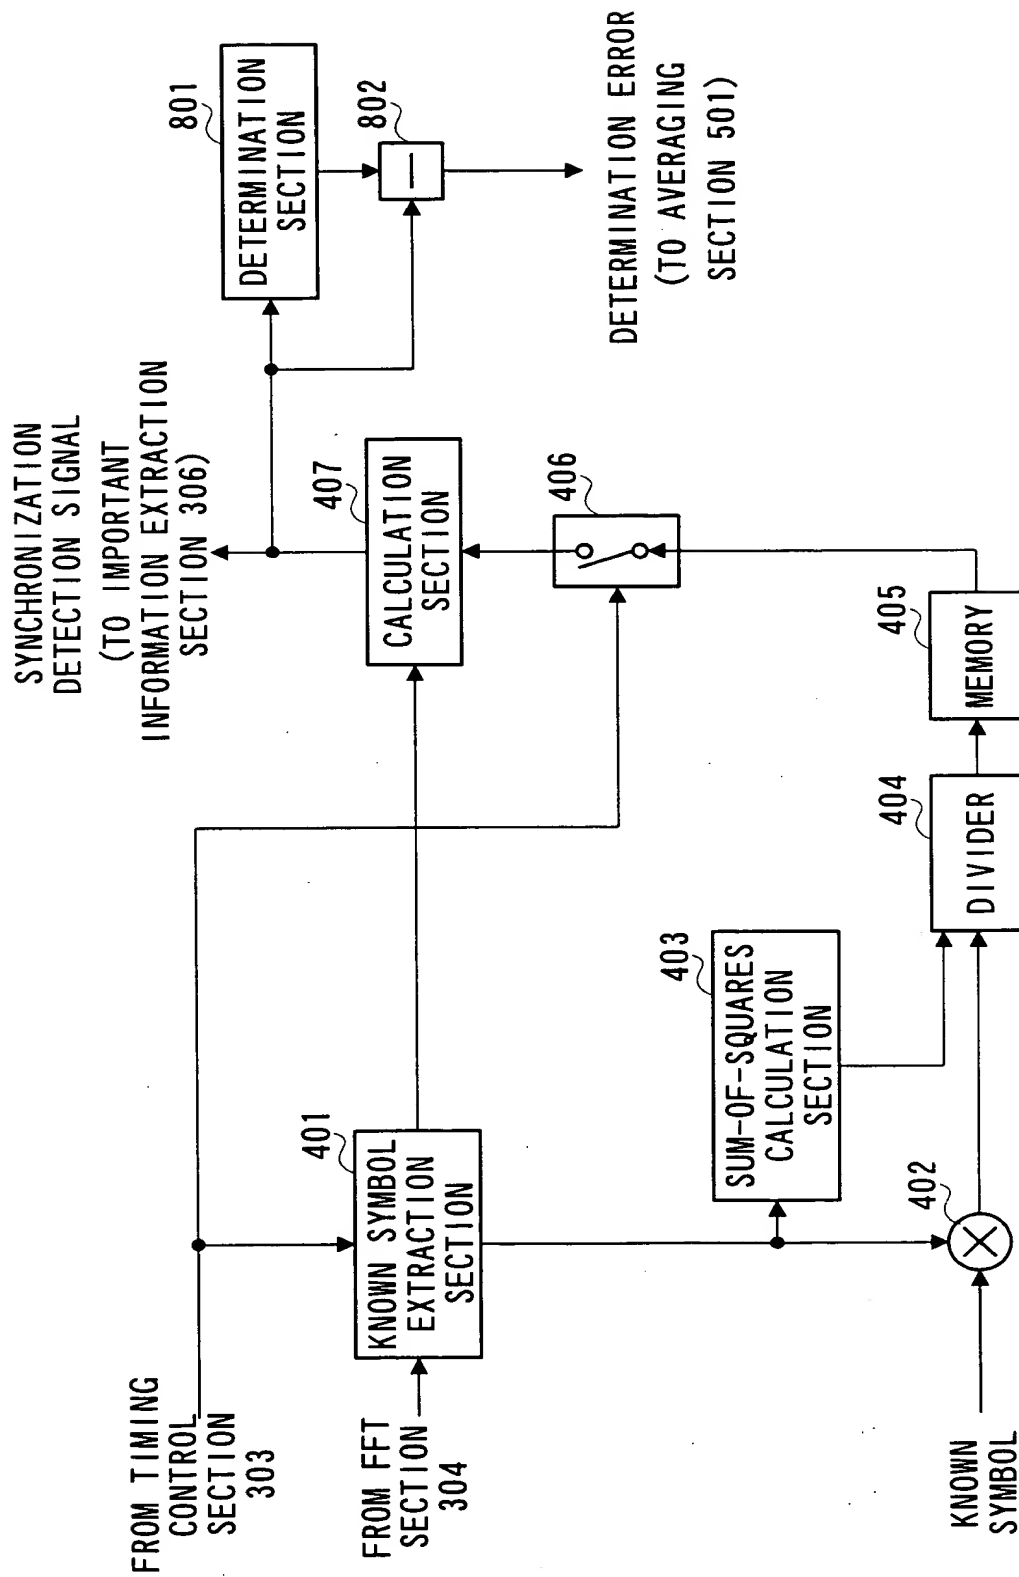 SYNCHRONIZATION
DETECTION SIGNAL
(TO IMPORTANT
INFORMATION EXTRACTION
SECTION 306)
801
DETERMINATION
SECTION
802
DETERMINATION ERROR
(TO AVERAGING
SECTION 501)
407
CALCULATION
SECTION
406
405
MEMORY
404
DIVIDER
403
SUM-OF-SQUARES
CALCULATION
SECTION
402
401
KNOWN SYMBOL
EXTRACTION
SECTION
FROM TIMING
CONTROL
SECTION
303
FROM FFT
SECTION
304
KNOWN
SYMBOL